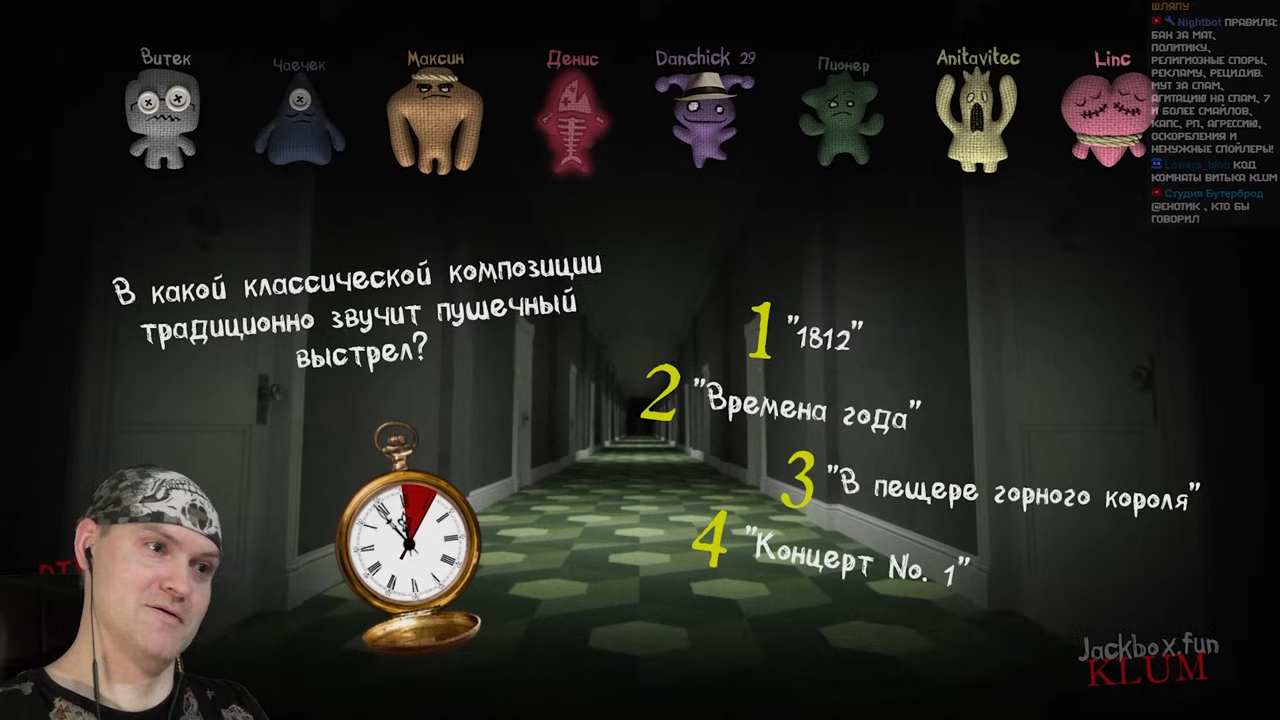 Витек
Чаечек
Максин
Денис
Danchick 29
Пионер
Anitavitec
Linc
ШЛЯПУ
Nightbot ПРАВИЛА:
БАН ЗА МАТ,
ПОЛИТИКУ,
РЕЛИГИОЗНЫЕ СПОРЫ,
РЕКЛАМУ, РЕЦИДИВ.
МУТ ЗА СПАМ,
АГИТАЦИЮ НА СПАМ, 7
И БОЛЕЕ СМАЙЛОВ,
КАПС, РП, АГРЕССИЮ,
ОСКОРБЛЕНИЯ И
НЕНУЖНЫЕ СПОЙЛЕРЫ!
Lowers_blob КОД
КОМНАТЫ ВИТЬКА KLUM
Студия Бутерброд
@ЕНОТИК , КТО БЫ
ГОВОРИЛ
В какой классической композиции
традиционно звучит пушечный
выстрел?
1 "1812"
2 "Времена года"
3 "В пещере горного короля"
4 "Концерт No. 1"
Jackbox.fun
KLUM